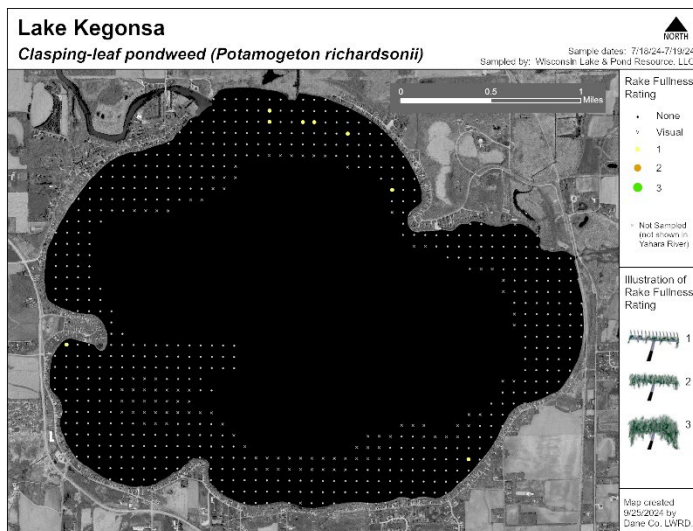 Lake Kegonsa
Clasping-leaf pondweed (Potamogeton richardsonii)
NORTH
Sample dates: 7/18/24-7/19/24
Sampled by: Wisconsin Lake & Pond Resource, LLC
0 0.5 1
Miles
Rake Fullness
Rating
None
Visual
1
2
3
Not Sampled
(not shown in
Yahara River)
Illustration of
Rake Fullness
Rating
1
2
3
Map created
9/25/2024 by
Dane Co. LWRD.